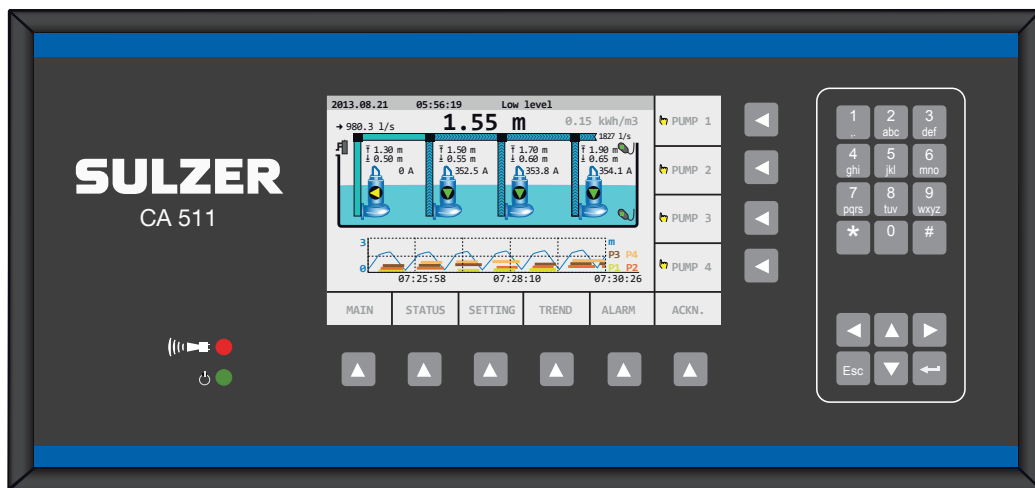 SULZER
CA 511
2013.08.21 05:56:19 Low level
980.3 l/s 1.55 m 0.15 kWh/m3
1827 l/s
1.30 m 1.50 m 1.70 m 1.90 m
0.50 m 0.55 m 0.60 m 0.65 m
0 A 352.5 A 353.8 A 354.1 A
3 m
P3 P4
0 P1 P2
07:25:58 07:28:10 07:30:26
PUMP 1
PUMP 2
PUMP 3
PUMP 4
MAIN STATUS SETTING TREND ALARM ACKN.
1 2 3
.. abc def
4 5 6
ghi jkl mno
7 8 9
pqrs tuv wxyz
* 0 #
Esc